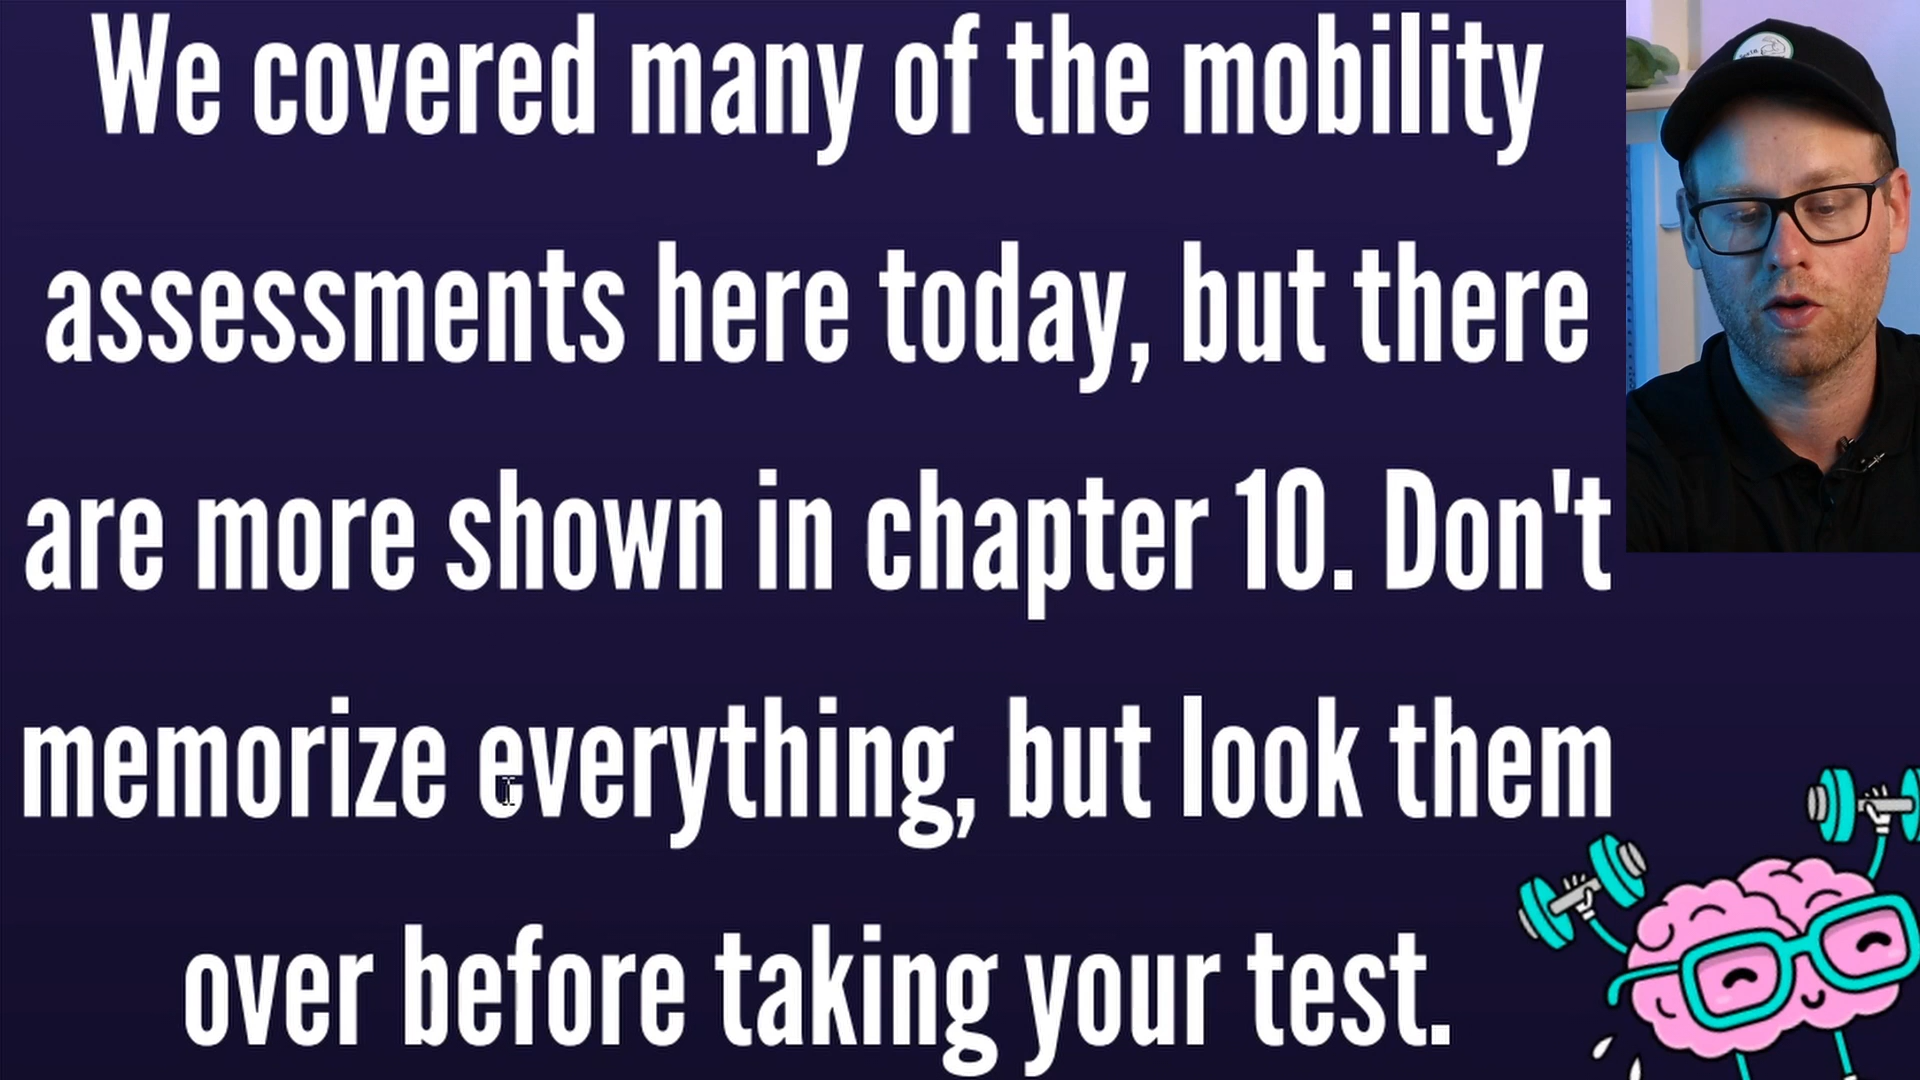 We covered many of the mobility
assessments here today, but there
are more shown in chapter 10. Don't
memorize everything, but look them
over before taking your test.